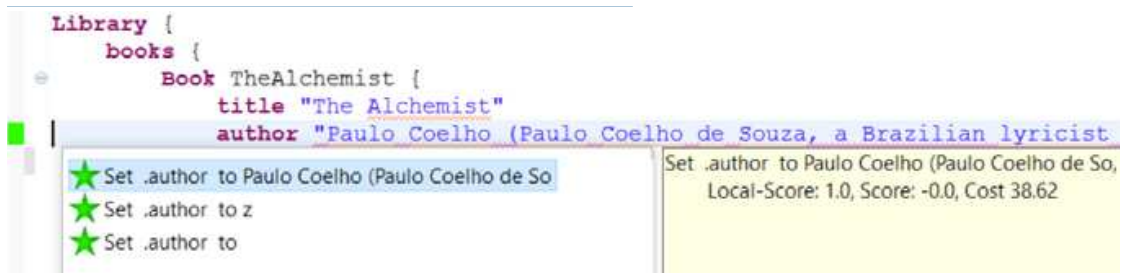 Library {
books {
Book TheAlchemist {
title "The Alchemist"
author "Paulo Coelho (Paulo Coelho de Souza, a Brazilian lyricist
Set .author to Paulo Coelho (Paulo Coelho de So
Set .author to z
Set .author to
Set .author to Paulo Coelho (Paulo Coelho de So,
Local-Score: 1.0, Score: -0.0, Cost 38.62